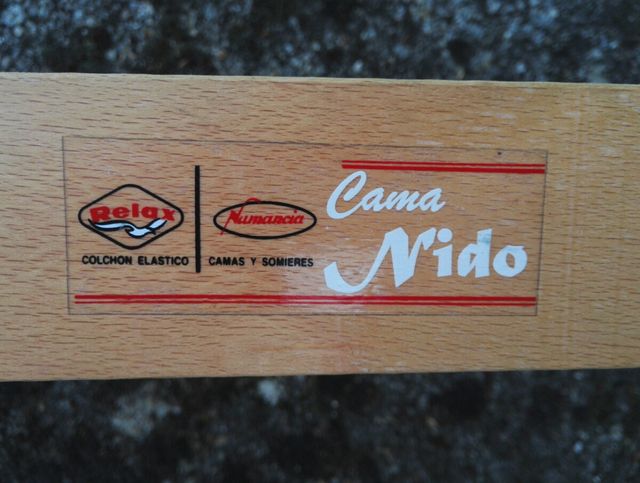 Relax
COLCHON ELASTICO
Numancia
CAMAS Y SOMIERES
Cama
Nido